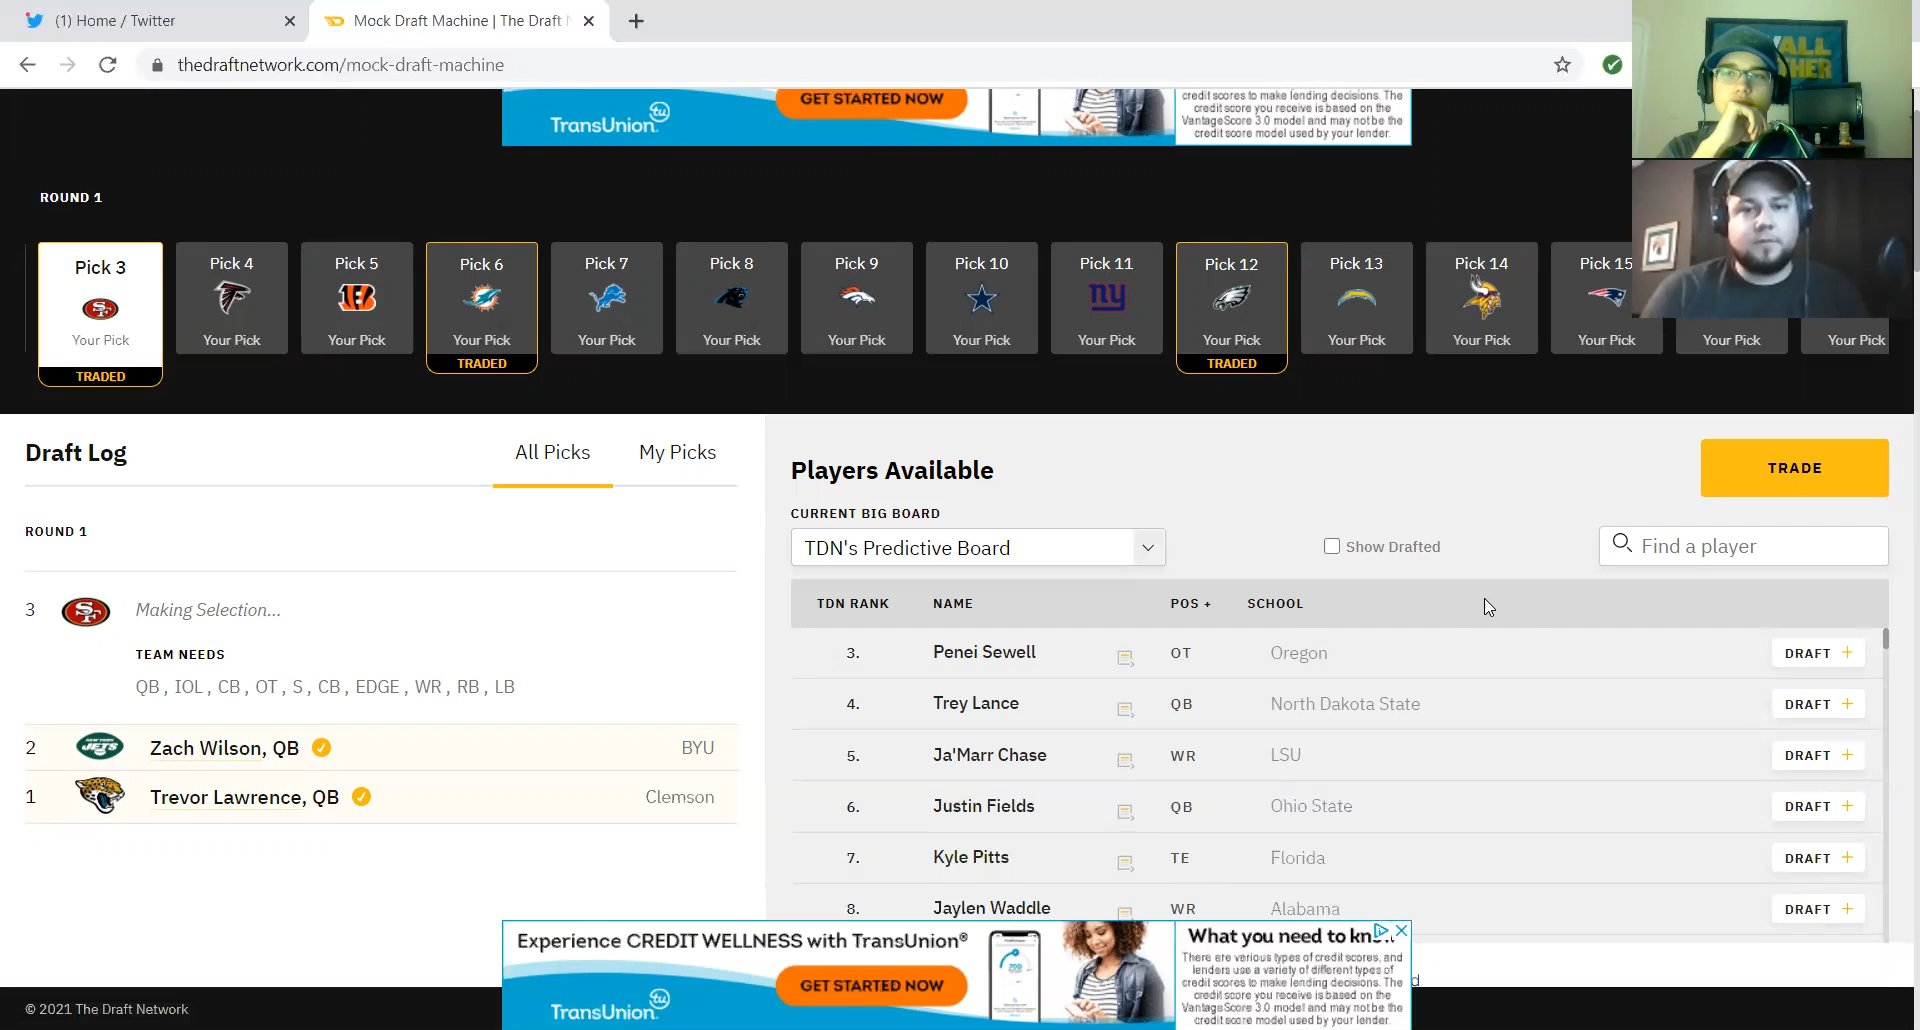 (1) Home / Twitter
Mock Draft Machine | The Draft N
thedraftnetwork.com/mock-draft-machine
TransUnion
tu
GET STARTED NOW
credit scores to make lending decisions. The
credit score you receive is based on the
VantageScore 3.0 model and may not be the
credit score model used by your lender.
ROUND 1
Pick 3
Your Pick
TRADED
Pick 4
Your Pick
Pick 5
Your Pick
Pick 6
Your Pick
TRADED
Pick 7
Your Pick
Pick 8
Your Pick
Pick 9
Your Pick
Pick 10
Your Pick
Pick 11
ny
Your Pick
Pick 12
Your Pick
TRADED
Pick 13
Your Pick
Pick 14
Your Pick
Pick 15
Your Pick
Your Pick
Your Pick
Draft Log
All Picks
My Picks
ROUND 1
3 SF Making Selection...
TEAM NEEDS
QB , IOL , CB , OT , S , CB , EDGE , WR , RB , LB
2 JETS Zach Wilson, QB BYU
1 Trevor Lawrence, QB Clemson
Players Available
TRADE
CURRENT BIG BOARD
TDN's Predictive Board
Show Drafted
Find a player
TDN RANK NAME POS + SCHOOL
3. Penei Sewell OT Oregon DRAFT +
4. Trey Lance QB North Dakota State DRAFT +
5. Ja'Marr Chase WR LSU DRAFT +
6. Justin Fields QB Ohio State DRAFT +
7. Kyle Pitts TE Florida DRAFT +
8. Jaylen Waddle WR Alabama DRAFT +
Experience CREDIT WELLNESS with TransUnion®
GET STARTED NOW
TransUnion
tu
What you need to
There are various types of credit scores, and
lenders use a variety of different types of
credit scores to make lending decisions. The
credit score you receive is based on the
VantageScore 3.0 model and may not be the
credit score model used by your lender.
© 2021 The Draft Network